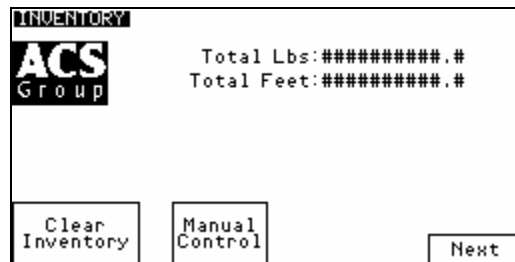 INVENTORY
ACS
Group
Total Lbs:##########.#
Total Feet:##########.#
Clear
Inventory
Manual
Control
Next